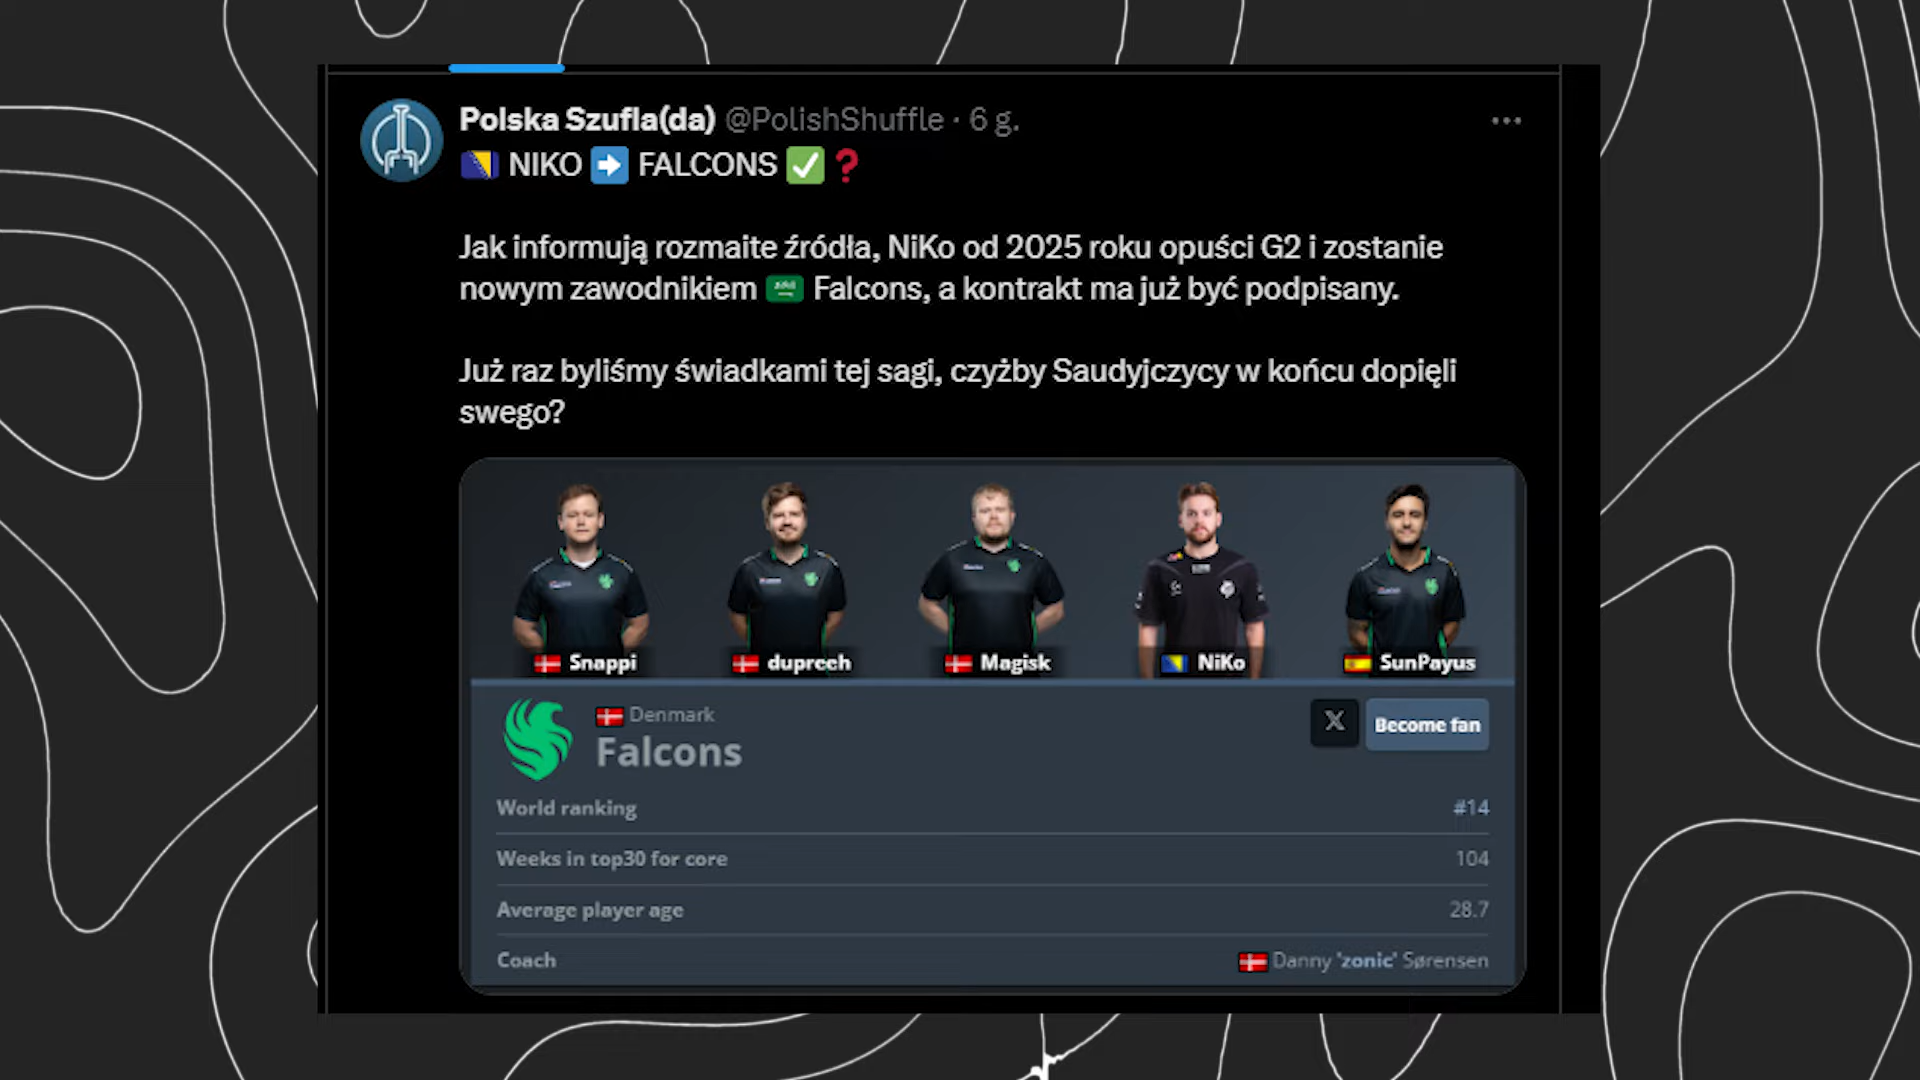 Polska Szufla(da) @PolishShuffle · 6 g.
NIKO ➡️ FALCONS ✅❓
Jak informują rozmaite źródła, NiKo od 2025 roku opuści G2 i zostanie
nowym zawodnikiem 🇸🇦 Falcons, a kontrakt ma już być podpisany.
Już raz byliśmy świadkami tej sagi, czyżby Saudyjczycy w końcu dopięli
swego?
Snappi
dupreeh
Magisk
NiKo
SunPayus
Denmark
Falcons
X
Become fan
World ranking #14
Weeks in top30 for core 104
Average player age 28.7
Coach Danny 'zonic' Sørensen